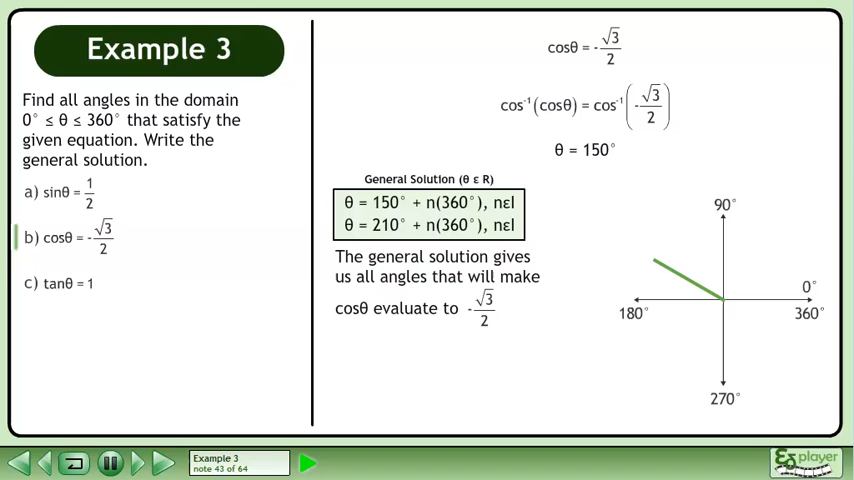 Example 3
Find all angles in the domain
0° ≤ θ ≤ 360° that satisfy the
given equation. Write the
general solution.
a) sinθ = 1/2
b) cosθ = -√3/2
c) tanθ = 1
cosθ = -√3/2
cos⁻¹(cosθ) = cos⁻¹(-√3/2)
θ = 150°
General Solution (θ ε R)
θ = 150° + n(360°), nεI
θ = 210° + n(360°), nεI
The general solution gives
us all angles that will make
cosθ evaluate to -√3/2
90°
0°
180°
360°
270°
Example 3
note 43 of 64
player